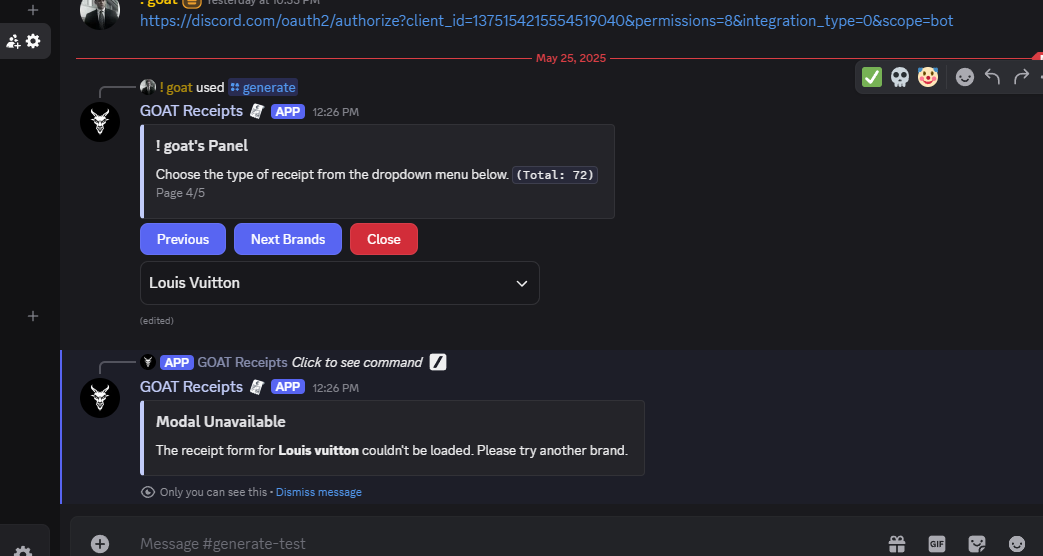 ! goat Yesterday at 10:53 PM
https://discord.com/oauth2/authorize?client_id=1375154215554519040&permissions=8&integration_type=0&scope=bot
May 25, 2025
! goat used generate
GOAT Receipts APP 12:26 PM
! goat's Panel
Choose the type of receipt from the dropdown menu below. (Total: 72)
Page 4/5
Previous Next Brands Close
Louis Vuitton
(edited)
APP GOAT Receipts Click to see command
GOAT Receipts APP 12:26 PM
Modal Unavailable
The receipt form for Louis vuitton couldn't be loaded. Please try another brand.
Only you can see this • Dismiss message
Message #generate-test
GIF